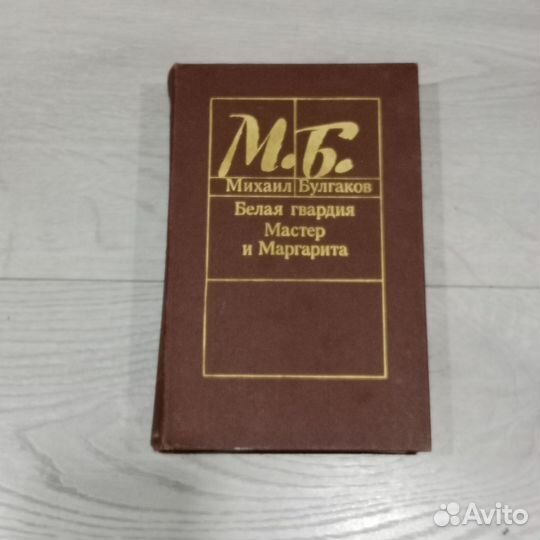 М.Б.
Михаил Булгаков
Белая гвардия
Мастер
и Маргарита
Avito